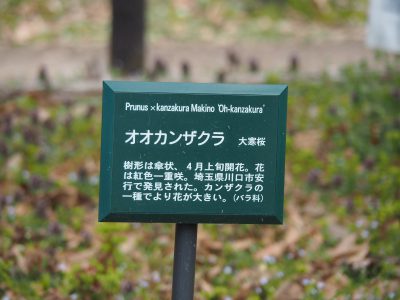 Prunus × kanzakura Makino 'Oh-kanzakura'
オオカンザクラ 大寒桜
樹形は傘状、4月上旬開花。花
は紅色一重咲。埼玉県川口市安
行で発見された。カンザクラの
一種でより花が大きい。(バラ科)